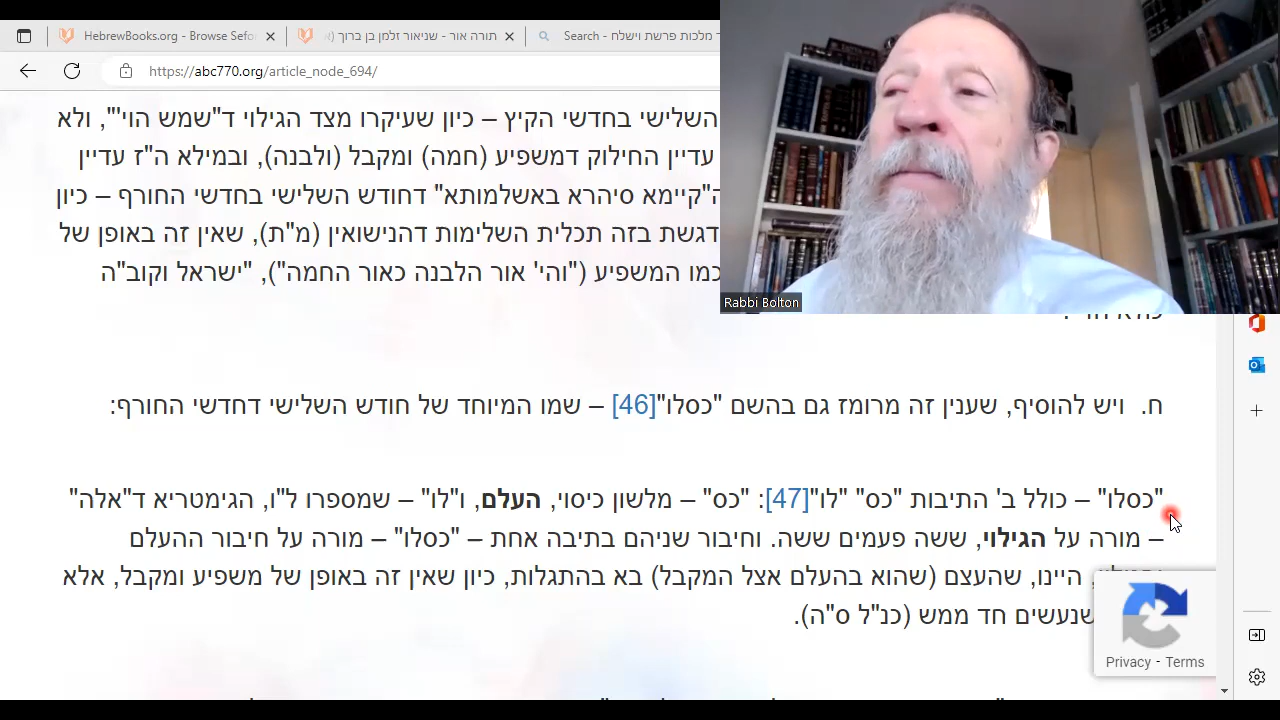 HebrewBooks.org - Browse Sefo
תורה אור - שניאור זלמן בן ברוך (א
Search - ר מלכות פרשת וישלח
https://abc770.org/article_node_694/
Rabbi Bolton
השלישי בחדשי הקיץ – כיון שעיקרו מצד הגילוי ד"שמש הוי'", ולא
עדיין החילוק דמשפיע (חמה) ומקבל (ולבנה), ובמילא ה"ז עדיין
ה"קיימא סיהרא באשלמותא" דחודש השלישי בחדשי החורף – כיון
דגשת בזה תכלית השלימות דהנישואין (מ"ת), שאין זה באופן של
כמו המשפיע ("והי' אור הלבנה כאור החמה"), "ישראל וקוב"ה
ח. ויש להוסיף, שענין זה מרומז גם בהשם "כסלו"[46] – שמו המיוחד של חודש השלישי דחדשי החורף:
"כסלו" – כולל ב' התיבות "כס" "לו"[47]: "כס" – מלשון כיסוי, העלם, ו"לו" – שמספרו ל"ו, הגימטריא ד"אלה"
– מורה על הגילוי, ששה פעמים ששה. וחיבור שניהם בתיבה אחת – "כסלו" – מורה על חיבור ההעלם
היינו, שהעצם (שהוא בהעלם אצל המקבל) בא בהתגלות, כיון שאין זה באופן של משפיע ומקבל, אלא
שנעשים חד ממש (כנ"ל ס"ה).
Privacy - Terms